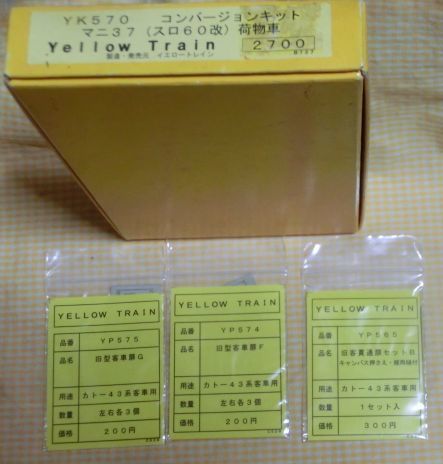 YK570 コンバージョンキット
マニ37(スロ60改)荷物車
Yellow Train 2700
製造・発売元 イエロートレイン
YELLOW TRAIN
品番 YP575
品名 旧型客車扉G
用途 カトー43系客車用
数量 左右各3個
価格 200円
YELLOW TRAIN
品番 YP574
品名 旧型客車扉F
用途 カトー43系客車用
数量 左右各3個
価格 200円
YELLOW TRAIN
品番 YP565
品名 旧客貫通扉セットB
キャンバス押さえ・縦雨樋付
用途 カトー43系客車用
数量 1セット入
価格 300円